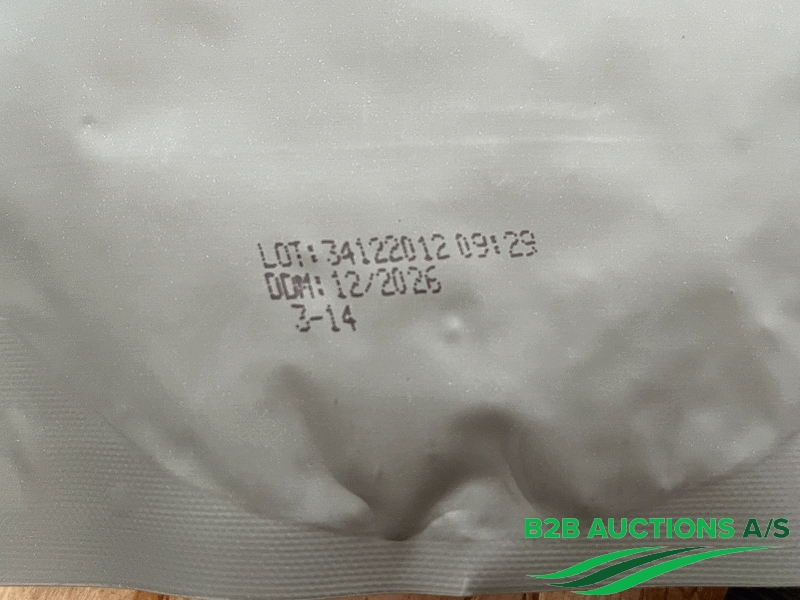 LOT:34122012 09:29
DDM:12/2026
3-14
B2B AUCTIONS A/S